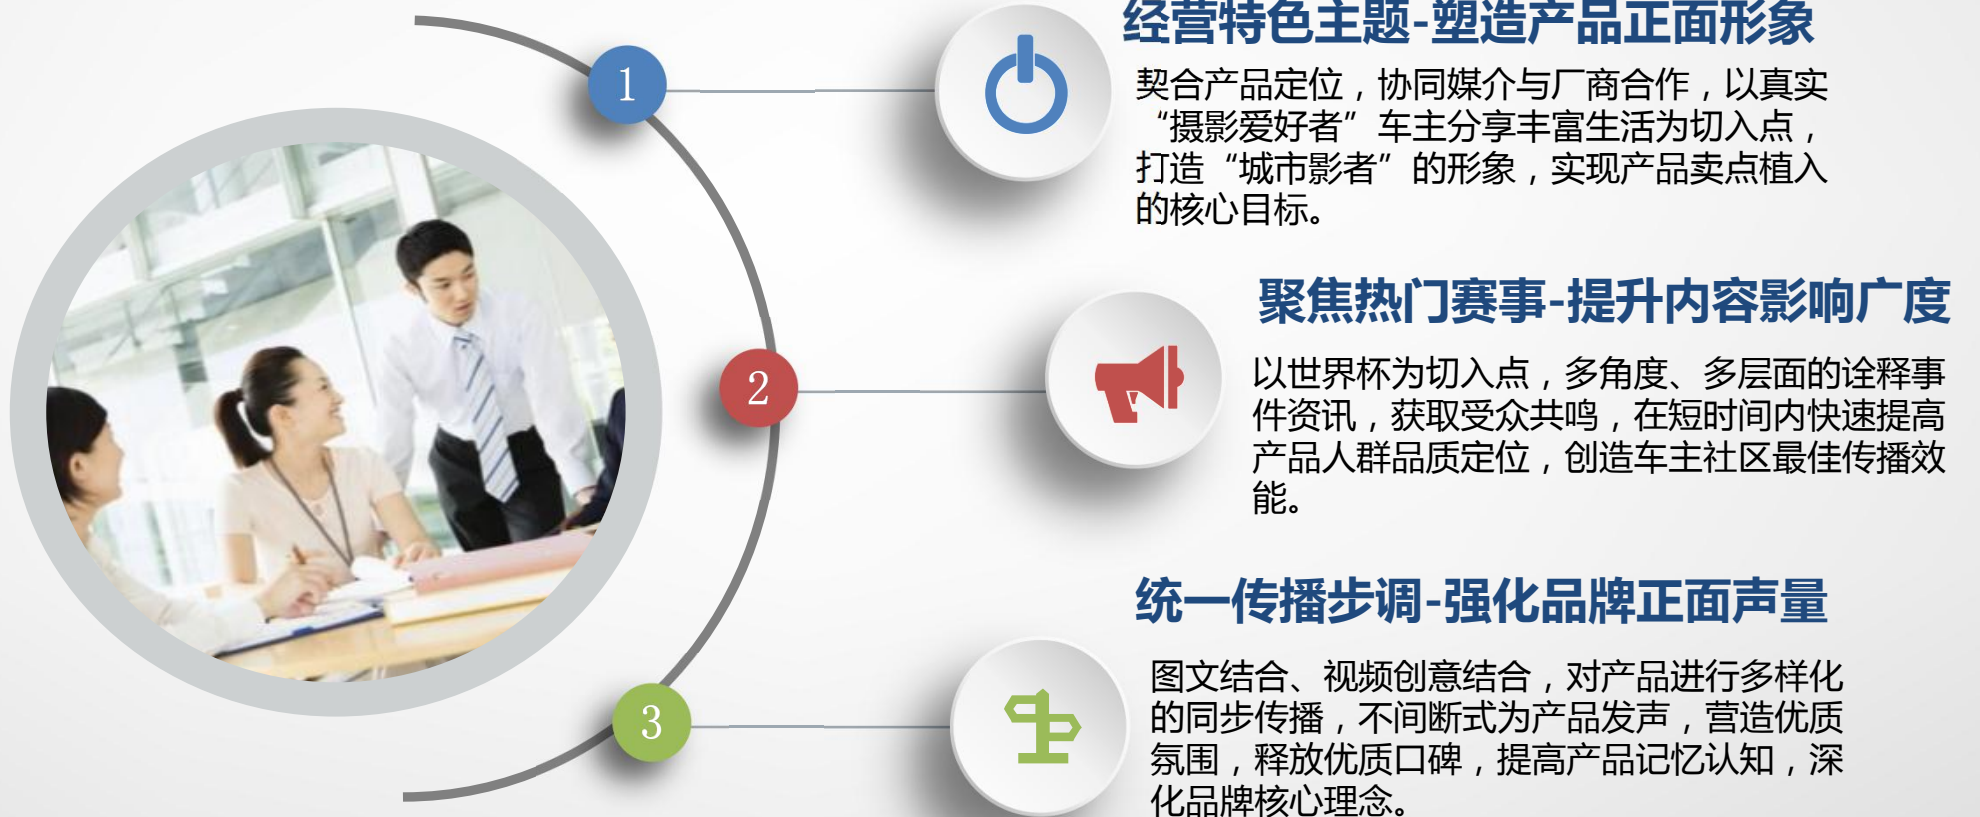 经营特色主题-塑造产品正面形象
1
契合产品定位，协同媒介与厂商合作，以真实
“摄影爱好者”车主分享丰富生活为切入点，
打造“城市影者”的形象，实现产品卖点植入
的核心目标。
聚焦热门赛事-提升内容影响广度
2
以世界杯为切入点，多角度、多层面的诠释事
件资讯，获取受众共鸣，在短时间内快速提高
产品人群品质定位，创造车主社区最佳传播效
能。
统一传播步调-强化品牌正面声量
3
图文结合、视频创意结合，对产品进行多样化
的同步传播，不间断式为产品发声，营造优质
氛围，释放优质口碑，提高产品记忆认知，深
化品牌核心理念。